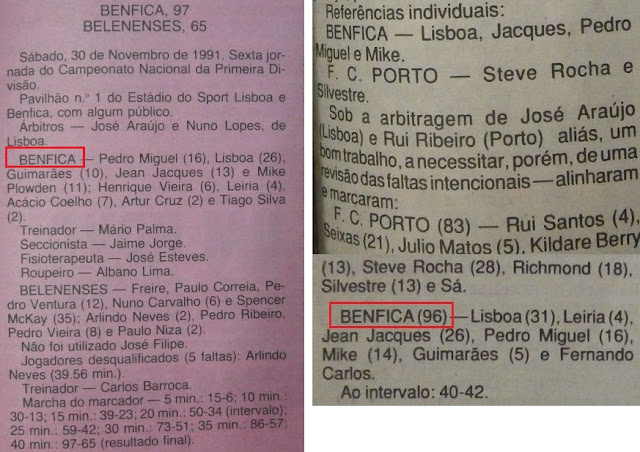 BENFICA, 97
BELENENSES, 65
Sábado, 30 de Novembro de 1991. Sexta jor-
nada do Campeonato Nacional da Primeira Di-
visão.
Pavilhão n.° 1 do Estádio do Sport Lisboa e
Benfica, com algum público.
Árbitros — José Araújo e Nuno Lopes, de
Lisboa.
BENFICA — Pedro Miguel (16), Lisboa (26),
Guimarães (10), Jean Jacques (13) e Mike
Plowden (11); Henrique Vieira (6), Leiria (4),
Acácio Coelho (7), Artur Cruz (2) e Tiago Silva
(2).
Treinador — Mário Palma.
Seccionista — Jaime Jorge.
Fisioterapeuta — José Esteves.
Roupeiro — Albano Lima.
BELENENSES — Freire, Paulo Correia, Pe-
dro Ventura (12), Nuno Carvalho (6) e Spencer
McKay (35); Arlindo Neves (2), Pedro Ribeiro,
Pedro Vieira (8) e Paulo Niza (2).
Não foi utilizado José Filipe.
Jogadores desqualificados (5 faltas): Arlindo
Neves (39.56 min.).
Treinador — Carlos Barroca.
Marcha do marcador — 5 min.: 15-6; 10 min.:
30-13; 15 min.: 39-23; 20 min.: 50-34 (intervalo);
25 min.: 59-42; 30 min.: 73-51; 35 min.: 86-57;
40 min.: 97-65 (resultado final).
Referências individuais:
BENFICA — Lisboa, Jacques, Pedro
Miguel e Mike.
F. C. PORTO — Steve Rocha e
Silvestre.
Sob a arbitragem de José Araújo
(Lisboa) e Rui Ribeiro (Porto) aliás, um
bom trabalho, a necessitar, porém, de uma
revisão das faltas intencionais — alinharam
e marcaram:
F. C. PORTO (83) — Rui Santos (4),
Seixas (21), Julio Matos (5), Kildare Berry
(13), Steve Rocha (28), Richmond (18),
Silvestre (13) e Sá.
BENFICA (96) — Lisboa (31), Leiria (4),
Jean Jacques (26), Pedro Miguel (16),
Mike (14), Guimarães (5) e Fernando
Carlos.
Ao intervalo: 40-42.